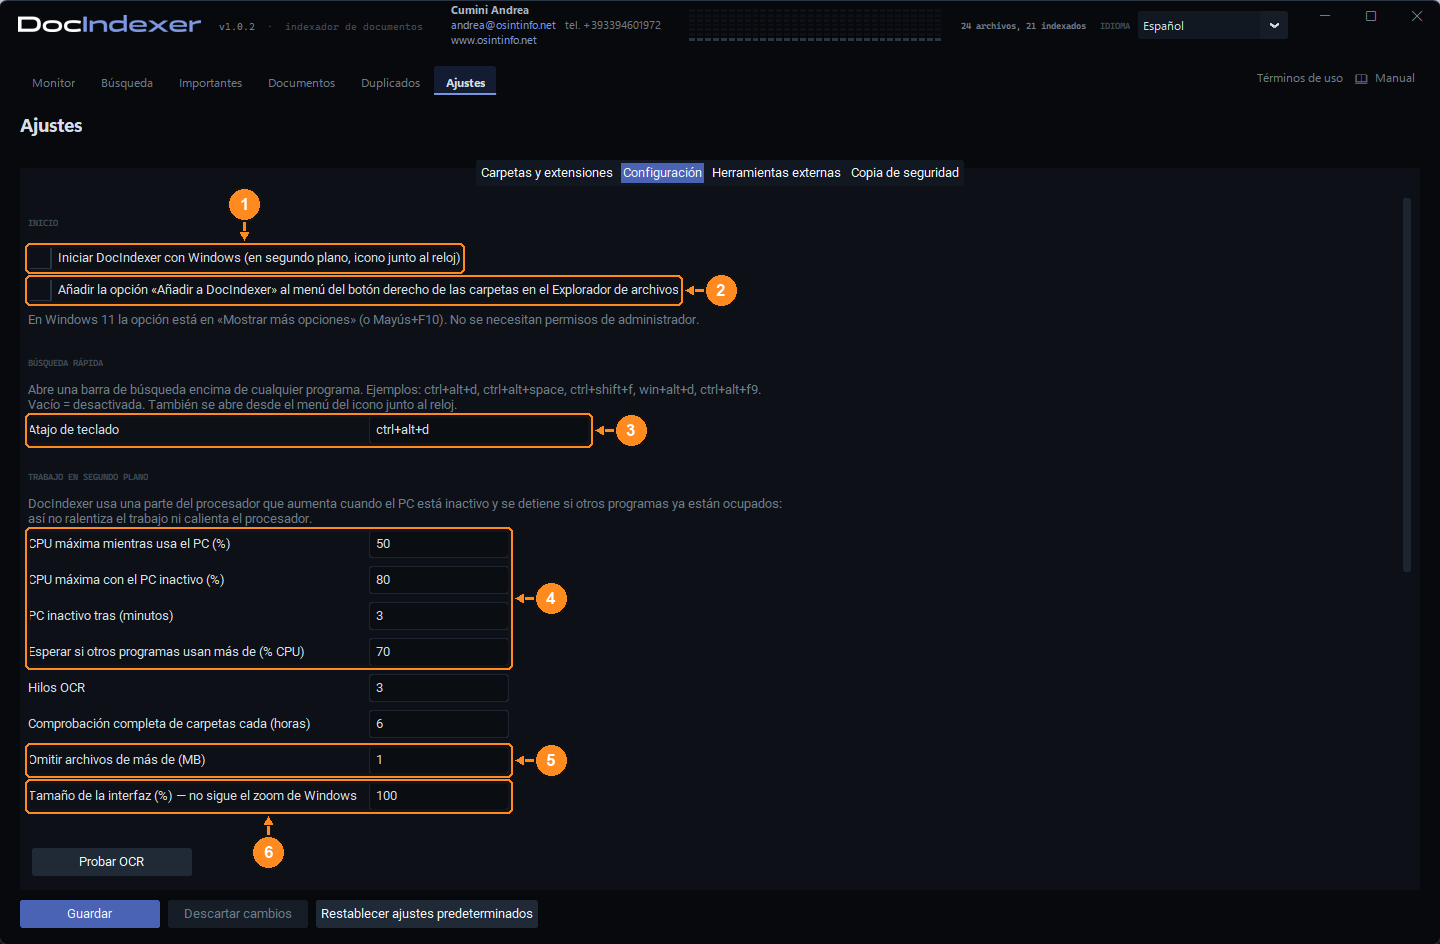 DocIndexer v1.0.2 · indexador de documentos
Cumini Andrea
andrea@osintinfo.net tel. +393394601972
www.osintinfo.net
24 archivos, 21 indexados IDIOMA Español
Monitor Búsqueda Importantes Documentos Duplicados Ajustes
Términos de uso Manual
Ajustes
Carpetas y extensiones Configuración Herramientas externas Copia de seguridad
1
INICIO
Iniciar DocIndexer con Windows (en segundo plano, icono junto al reloj)
Añadir la opción «Añadir a DocIndexer» al menú del botón derecho de las carpetas en el Explorador de archivos
2
En Windows 11 la opción está en «Mostrar más opciones» (o Mayús+F10). No se necesitan permisos de administrador.
BÚSQUEDA RÁPIDA
Abre una barra de búsqueda encima de cualquier programa. Ejemplos: ctrl+alt+d, ctrl+alt+space, ctrl+shift+f, win+alt+d, ctrl+alt+f9.
Vacío = desactivada. También se abre desde el menú del icono junto al reloj.
Atajo de teclado ctrl+alt+d
3
TRABAJO EN SEGUNDO PLANO
DocIndexer usa una parte del procesador que aumenta cuando el PC está inactivo y se detiene si otros programas ya están ocupados:
así no ralentiza el trabajo ni calienta el procesador.
CPU máxima mientras usa el PC (%) 50
CPU máxima con el PC inactivo (%) 80
4
PC inactivo tras (minutos) 3
Esperar si otros programas usan más de (% CPU) 70
Hilos OCR 3
Comprobación completa de carpetas cada (horas) 6
Omitir archivos de más de (MB) 1
5
Tamaño de la interfaz (%) — no sigue el zoom de Windows 100
6
Probar OCR
Guardar Descartar cambios Restablecer ajustes predeterminados